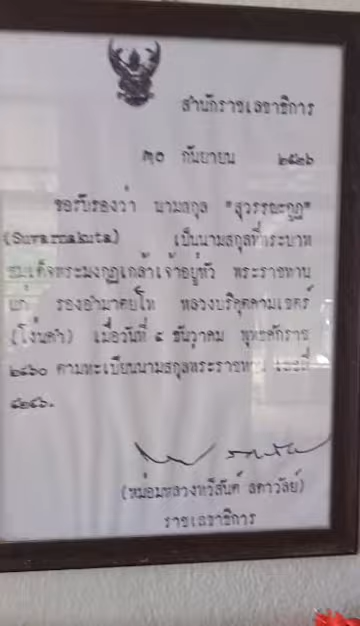 สำนักราชเลขาธิการ
๓๐ กันยายน ๒๕๒๖
ขอรับรองว่า นามสกุล "สุวรรณะกูฏ"
(Suvarnakuta) เป็นนามสกุลที่พระบาท
สมเด็จพระมงกุฎเกล้าเจ้าอยู่หัว พระราชทาน
แก่ รองอำมาตย์โท หลวงบริคุตคามเขตร์
(โง่นคำ) เมื่อวันที่ ๕ ธันวาคม พุทธศักราช
๒๔๖๐ ตามทะเบียนนามสกุลพระราชทาน เลขที่
๔๒๔๖.
(หม่อมหลวงทวีสันต์ ลดาวัลย์)
ราชเลขาธิการ